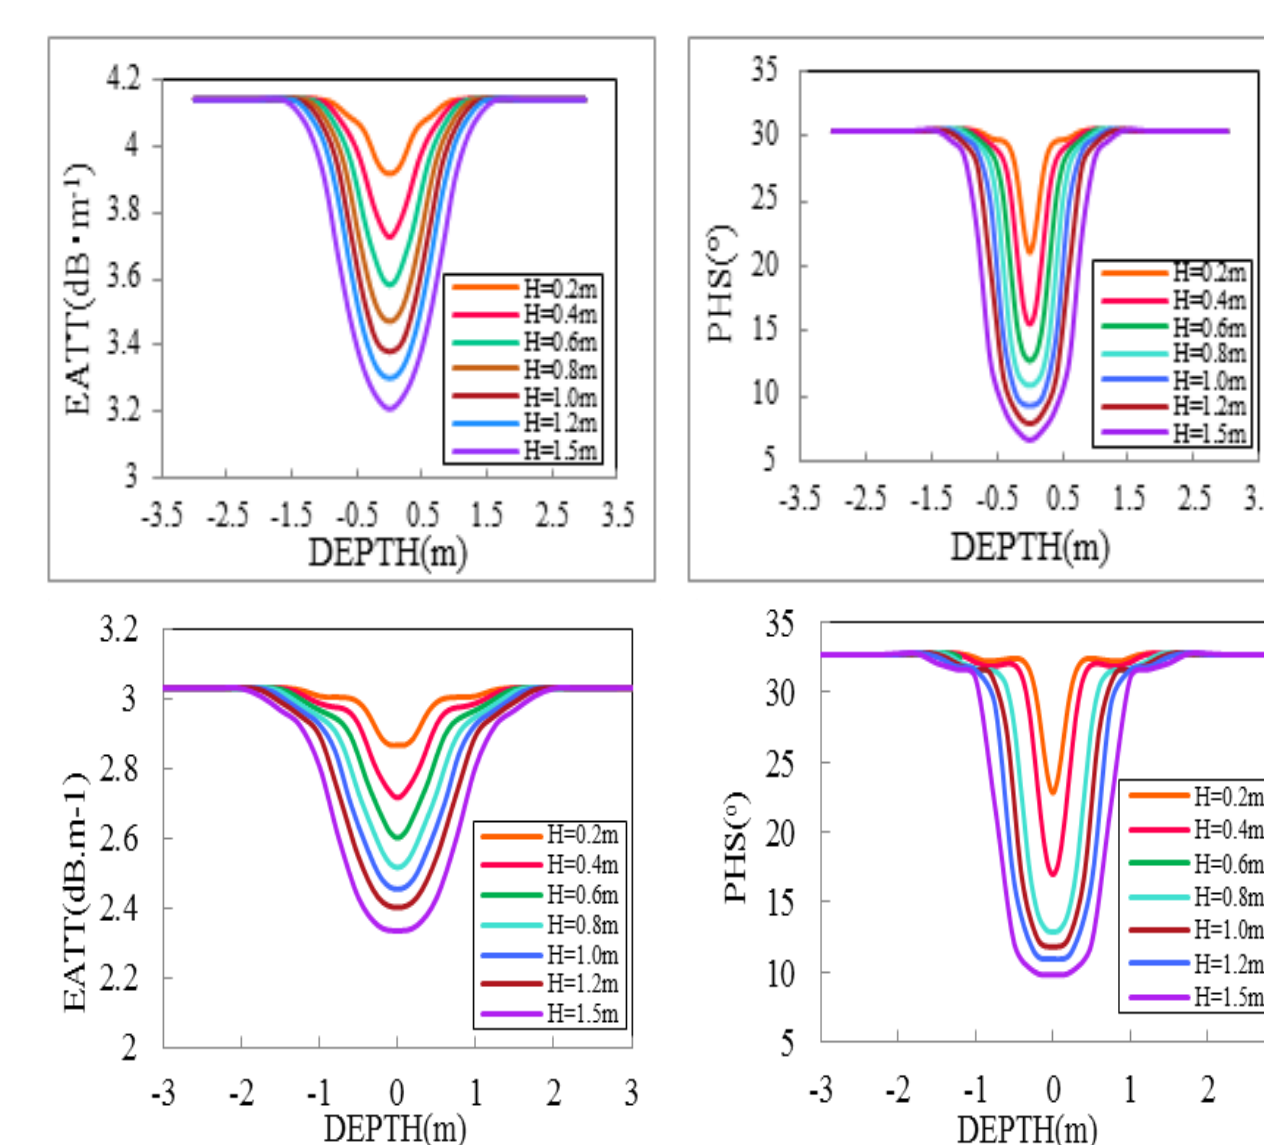 4.2
4
3.8
3.6
3.4
3.2
3
EATT(dB·m-1)
H=0.2m
H=0.4m
H=0.6m
H=0.8m
H=1.0m
H=1.2m
H=1.5m
-3.5 -2.5 -1.5 -0.5 0.5 1.5 2.5 3.5
DEPTH(m)
35
30
25
20
15
10
5
PHS(°)
H=0.2m
H=0.4m
H=0.6m
H=0.8m
H=1.0m
H=1.2m
H=1.5m
-3.5 -2.5 -1.5 -0.5 0.5 1.5 2.5 3.
DEPTH(m)
3.2
3
2.8
2.6
2.4
2.2
2
EATT(dB.m-1)
H=0.2m
H=0.4m
H=0.6m
H=0.8m
H=1.0m
H=1.2m
H=1.5m
-3 -2 -1 0 1 2 3
DEPTH(m)
35
30
25
20
15
10
5
PHS(°)
H=0.2m
H=0.4m
H=0.6m
H=0.8m
H=1.0m
H=1.2m
H=1.5m
-3 -2 -1 0 1 2
DEPTH(m)